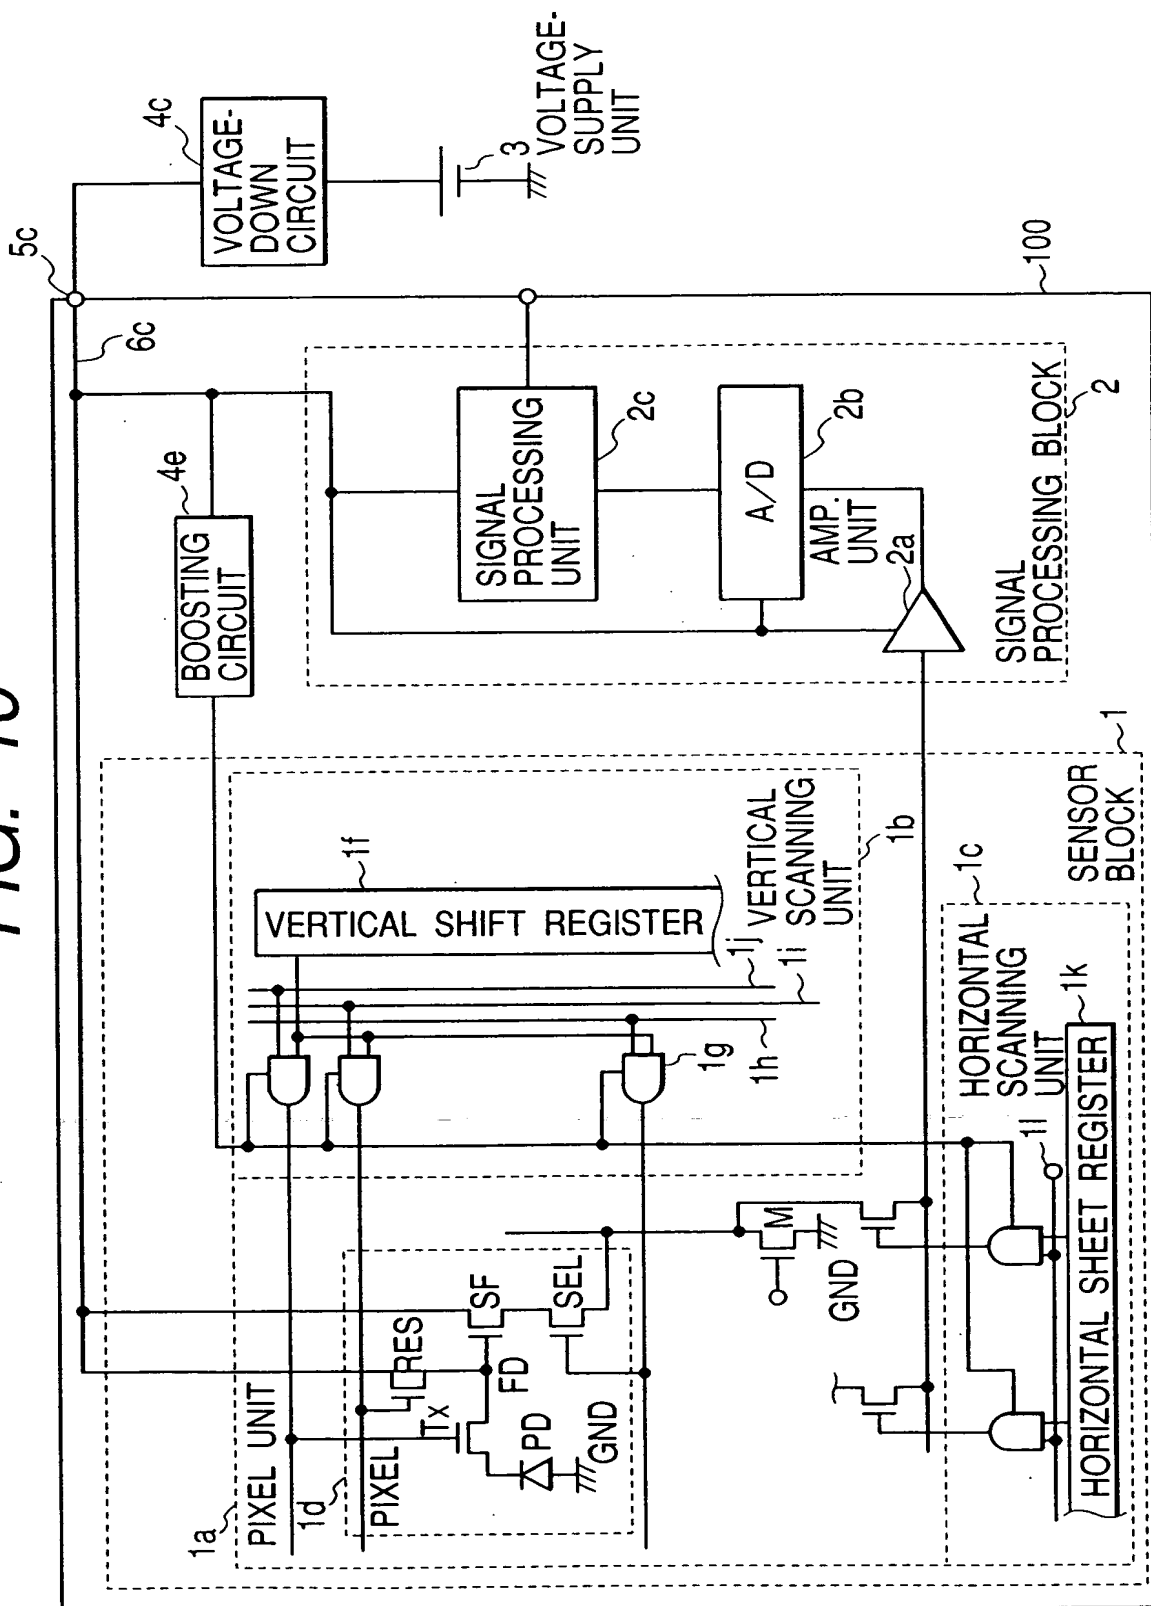 FIG. 10
5c
6c
4c
VOLTAGE-
DOWN
CIRCUIT
3
VOLTAGE-
SUPPLY
UNIT
100
4e
BOOSTING
CIRCUIT
SIGNAL
PROCESSING
UNIT
2c
A/D
2b
AMP.
UNIT
2a
SIGNAL
PROCESSING BLOCK
2
1
SENSOR
BLOCK
1f
VERTICAL SHIFT REGISTER
VERTICAL
SCANNING
UNIT
1b
1j
1i
1h
1g
1a
PIXEL UNIT
1d
PIXEL
RES
Tx
SF
FD
SEL
PD
GND
M
GND
1c
HORIZONTAL
SCANNING
UNIT
1k
1l
HORIZONTAL SHEET REGISTER